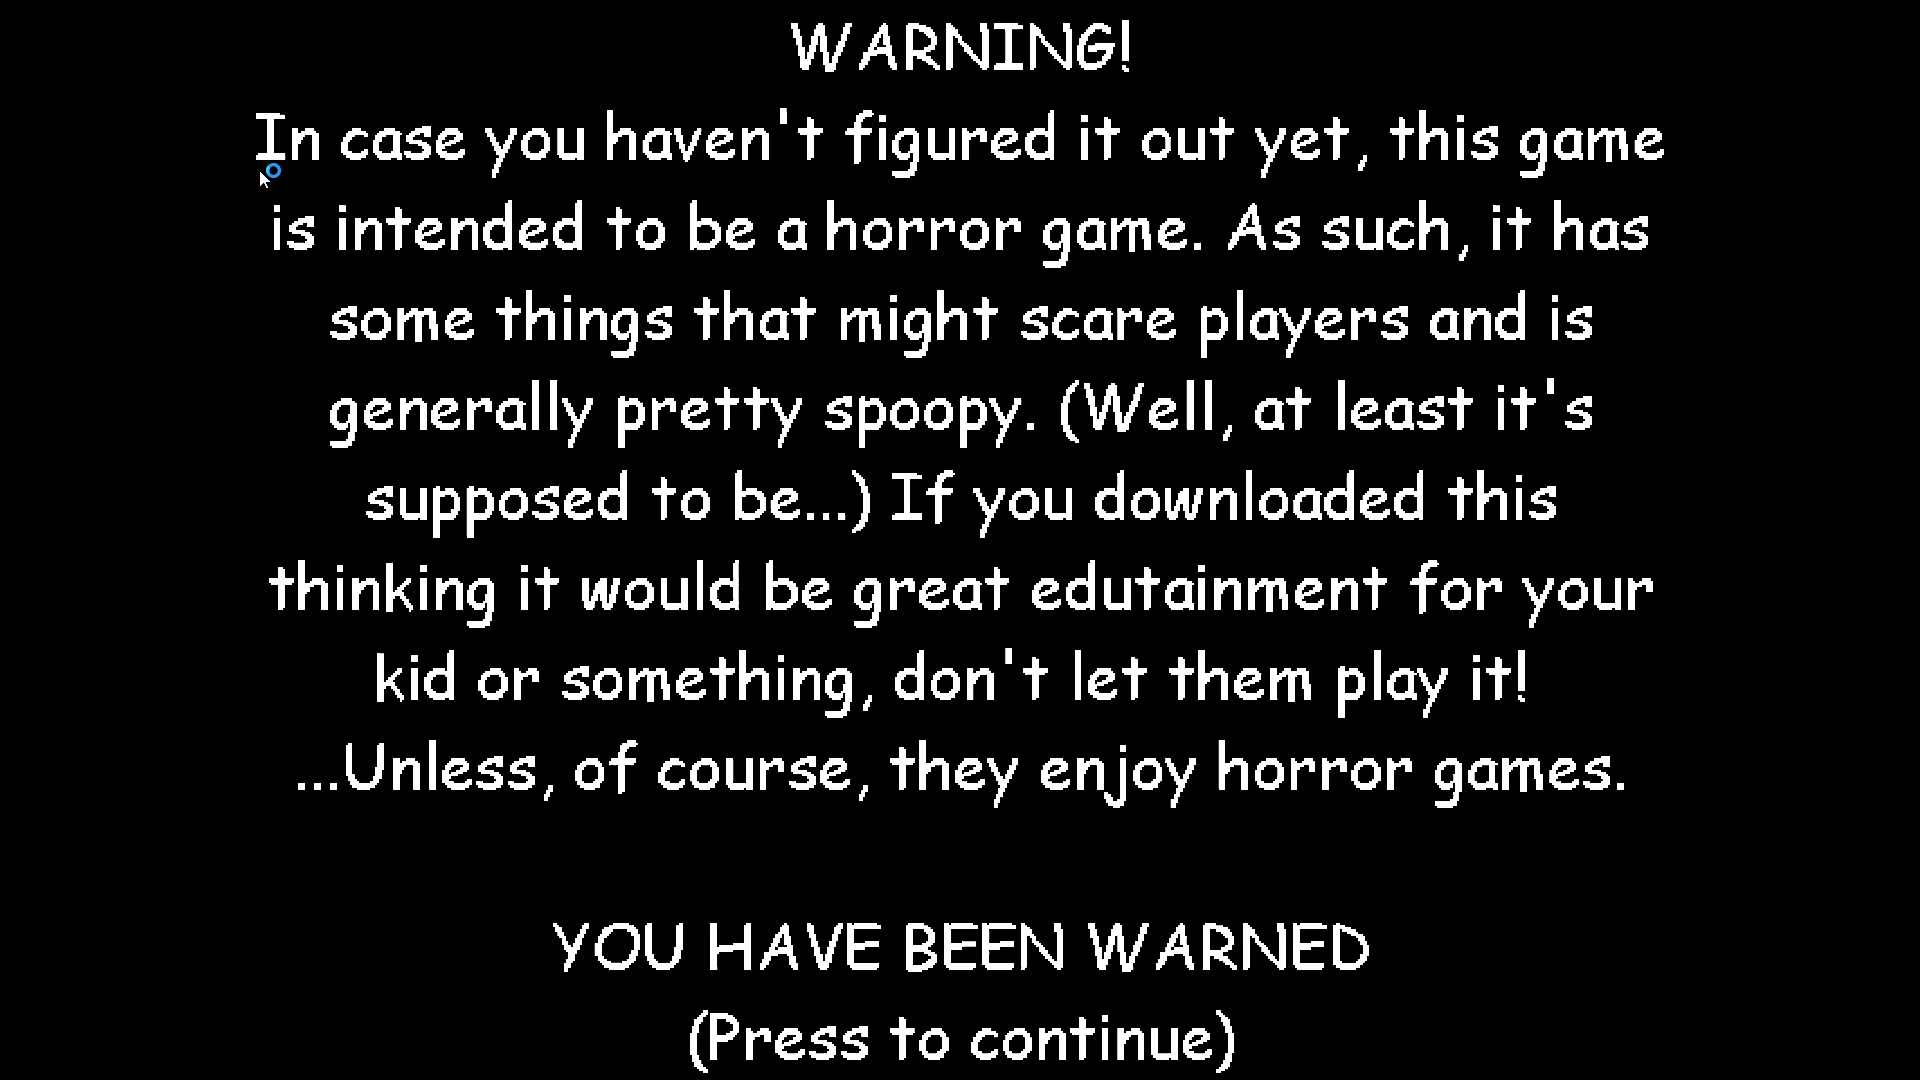 WARNING!
In case you haven't figured it out yet, this game
is intended to be a horror game. As such, it has
some things that might scare players and is
generally pretty spoopy. (Well, at least it's
supposed to be...) If you downloaded this
thinking it would be great edutainment for your
kid or something, don't let them play it!
...Unless, of course, they enjoy horror games.
YOU HAVE BEEN WARNED
(Press to continue)